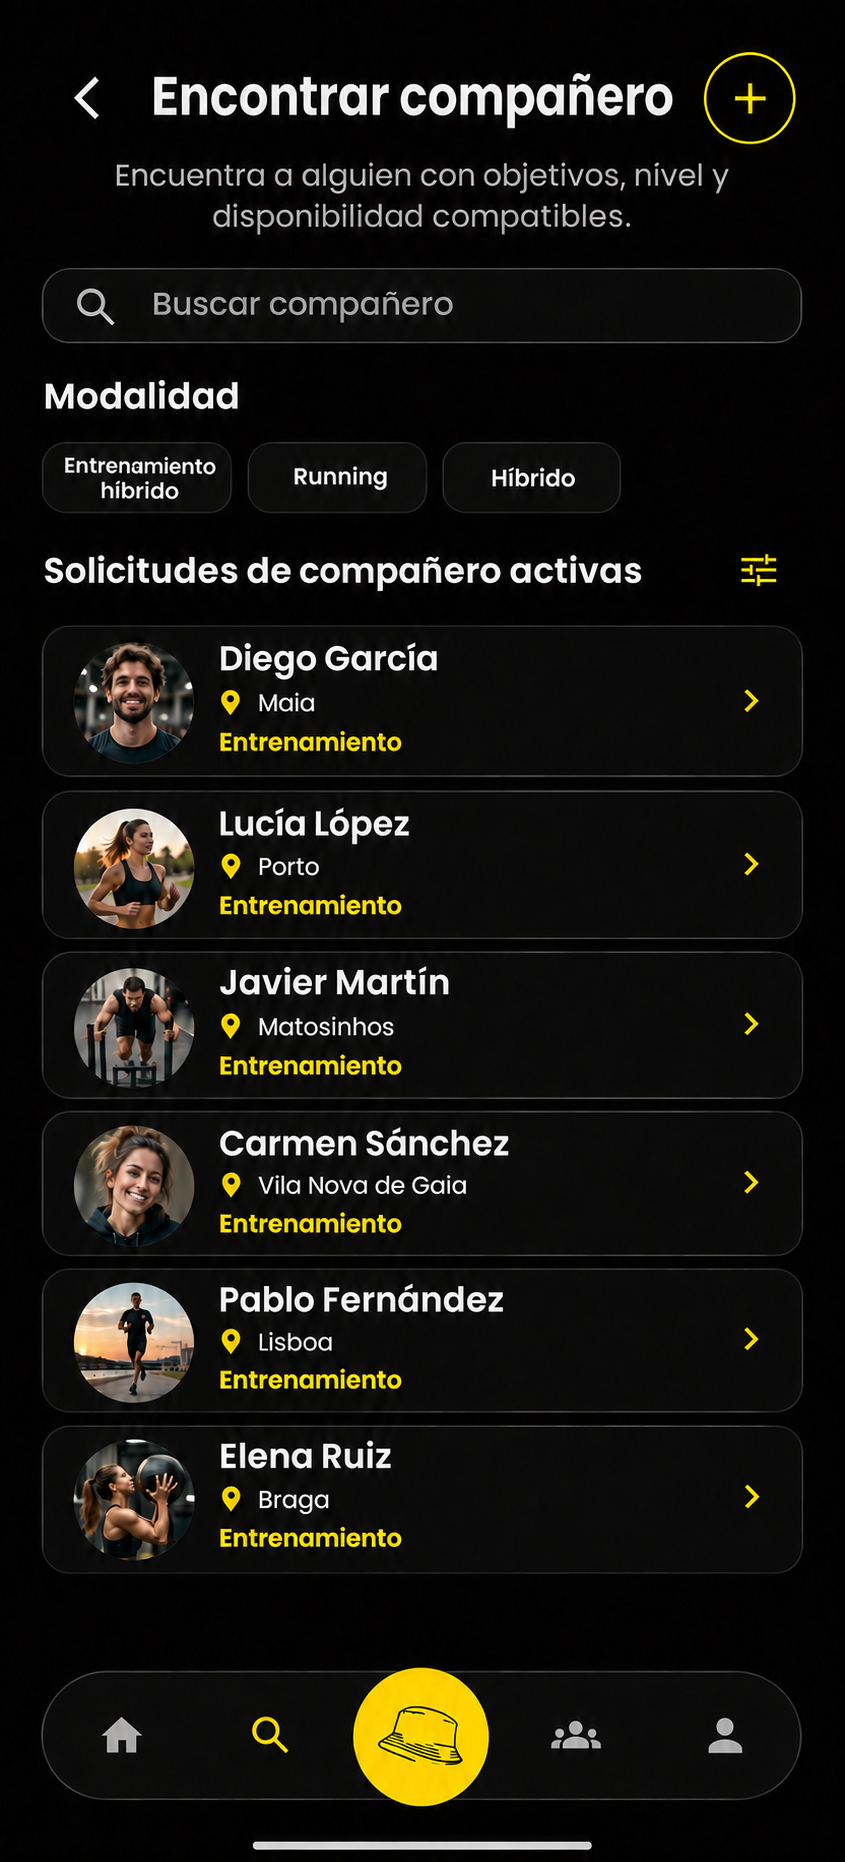 Encontrar compañero
Encuentra a alguien con objetivos, nivel y
disponibilidad compatibles.
Buscar compañero
Modalidad
Entrenamiento
híbrido
Running
Híbrido
Solicitudes de compañero activas
Diego García
Maia
Entrenamiento
Lucía López
Porto
Entrenamiento
Javier Martín
Matosinhos
Entrenamiento
Carmen Sánchez
Vila Nova de Gaia
Entrenamiento
Pablo Fernández
Lisboa
Entrenamiento
Elena Ruiz
Braga
Entrenamiento